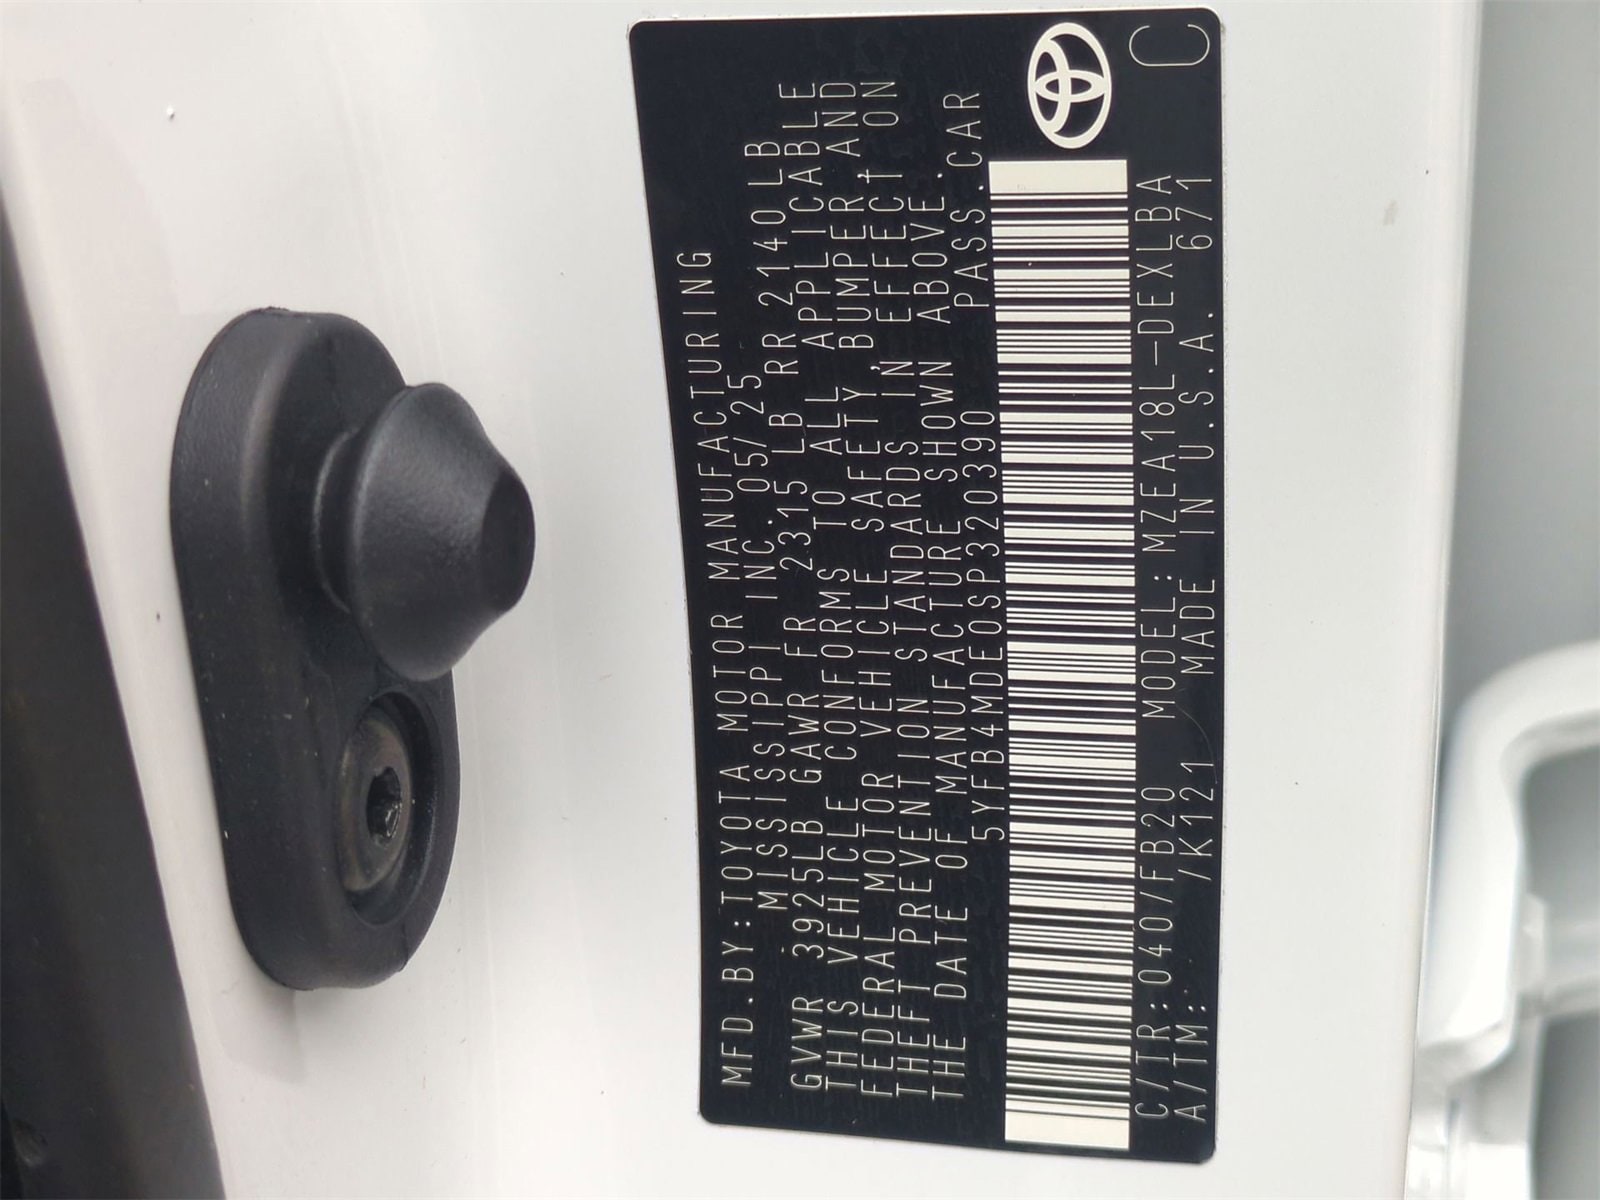 MFD.BY:TOYOTA MOTOR MANUFACTURING
MISSISSIPPI INC. 05/25
GVWR 3925LB GAWR FR 2315 LB RR 2140LB
THIS VEHICLE CONFORMS TO ALL APPLICABLE
FEDERAL MOTOR VEHICLE SAFETY, BUMPER, AND
THEFT PREVENTION STANDARDS IN EFFECT ON
THE DATE OF MANUFACTURE SHOWN ABOVE.
5YFB4MDE0SP320390 PASS.CAR
C/TR:040/FB20 MODEL:MZEA18L-DEXLBA C
A/TM: /K121 MADE IN U.S.A. 671